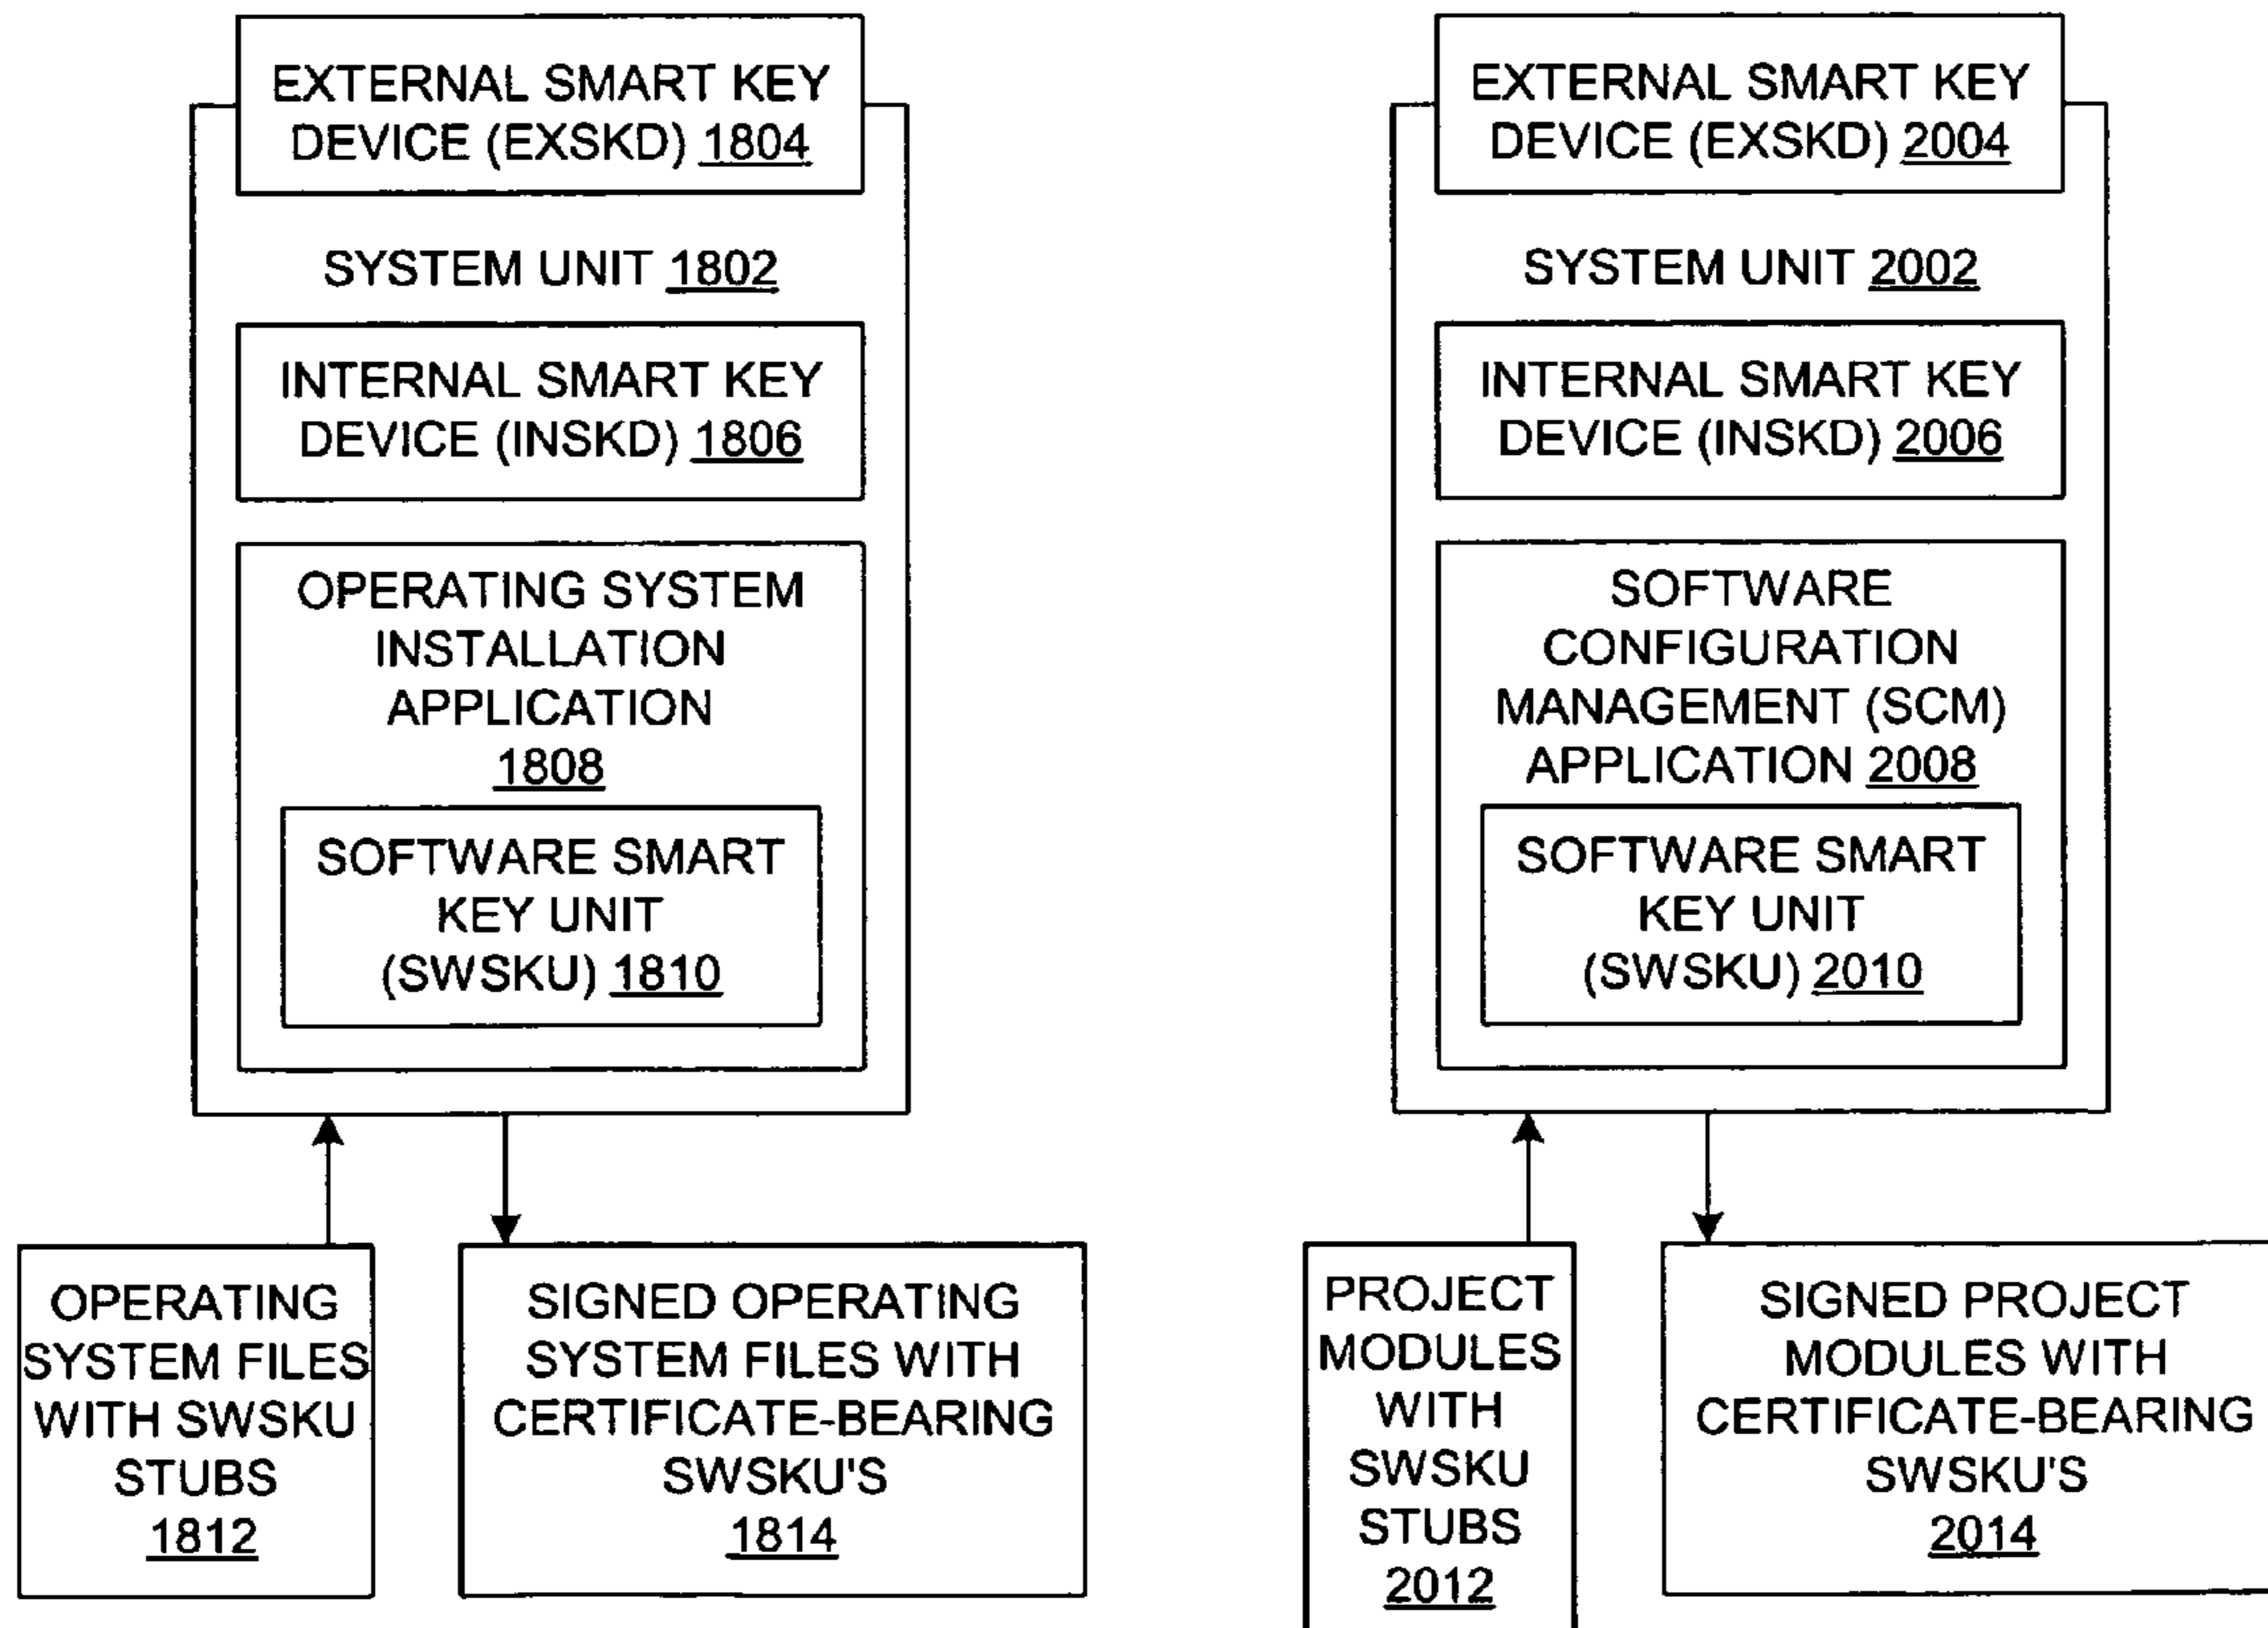 EXTERNAL SMART KEY
DEVICE (EXSKD) 1804
SYSTEM UNIT 1802
INTERNAL SMART KEY
DEVICE (INSKD) 1806
OPERATING SYSTEM
INSTALLATION
APPLICATION
1808
SOFTWARE SMART
KEY UNIT
(SWSKU) 1810
OPERATING
SYSTEM FILES
WITH SWSKU
STUBS
1812
SIGNED OPERATING
SYSTEM FILES WITH
CERTIFICATE-BEARING
SWSKU'S
1814
EXTERNAL SMART KEY
DEVICE (EXSKD) 2004
SYSTEM UNIT 2002
INTERNAL SMART KEY
DEVICE (INSKD) 2006
SOFTWARE
CONFIGURATION
MANAGEMENT (SCM)
APPLICATION 2008
SOFTWARE SMART
KEY UNIT
(SWSKU) 2010
PROJECT
MODULES
WITH
SWSKU
STUBS
2012
SIGNED PROJECT
MODULES WITH
CERTIFICATE-BEARING
SWSKU'S
2014